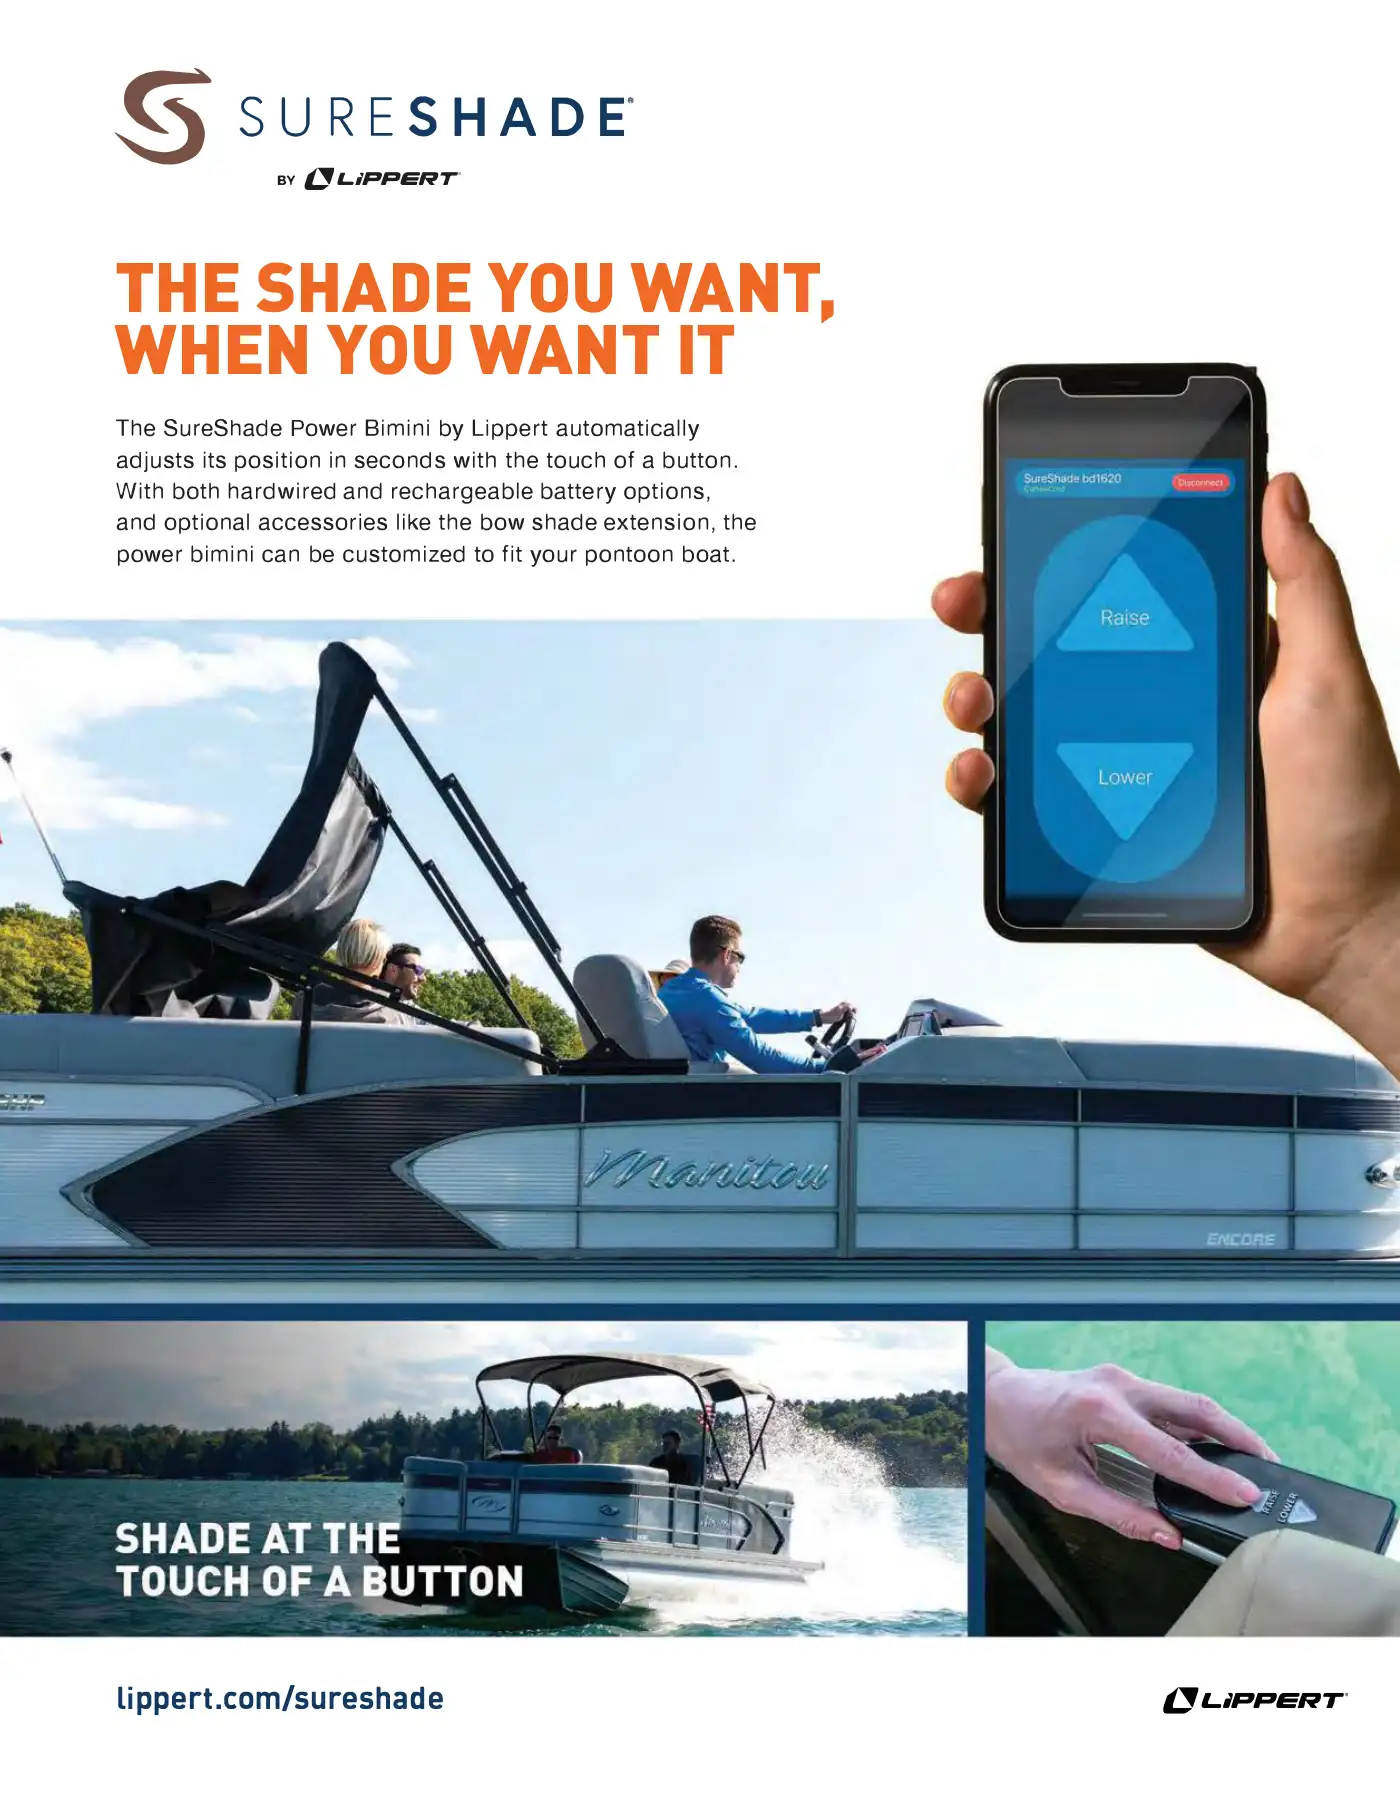 SURESHADE®
BY LiPPERT
THE SHADE YOU WANT,
WHEN YOU WANT IT
The SureShade Power Bimini by Lippert automatically
adjusts its position in seconds with the touch of a button.
With both hardwired and rechargeable battery options,
and optional accessories like the bow shade extension, the
power bimini can be customized to fit your pontoon boat.
SureShade bd1620
Connected
Disconnect
Raise
Lower
Manitou
ENCORE
SHADE AT THE
TOUCH OF A BUTTON
RAISE
LOWER
lippert.com/sureshade
LiPPERT®